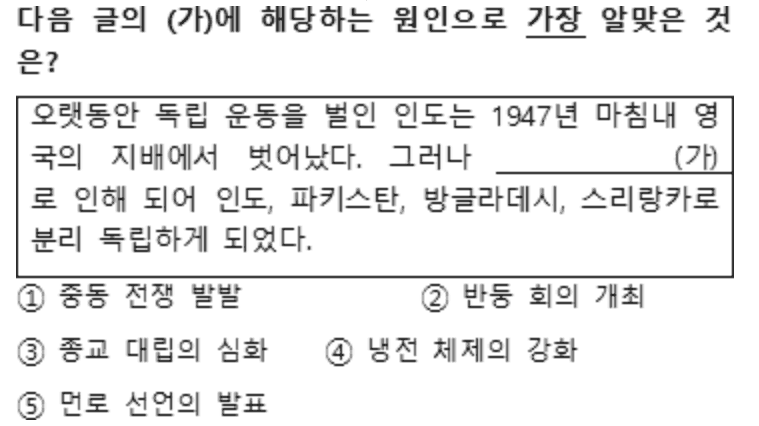 다음 글의 (가)에 해당하는 원인으로 가장 알맞은 것
은?
오랫동안 독립 운동을 벌인 인도는 1947년 마침내 영
국의 지배에서 벗어났다. 그러나 (가)
로 인해 되어 인도, 파키스탄, 방글라데시, 스리랑카로
분리 독립하게 되었다.
① 중동 전쟁 발발 ② 반둥 회의 개최
③ 종교 대립의 심화 ④ 냉전 체제의 강화
⑤ 먼로 선언의 발표